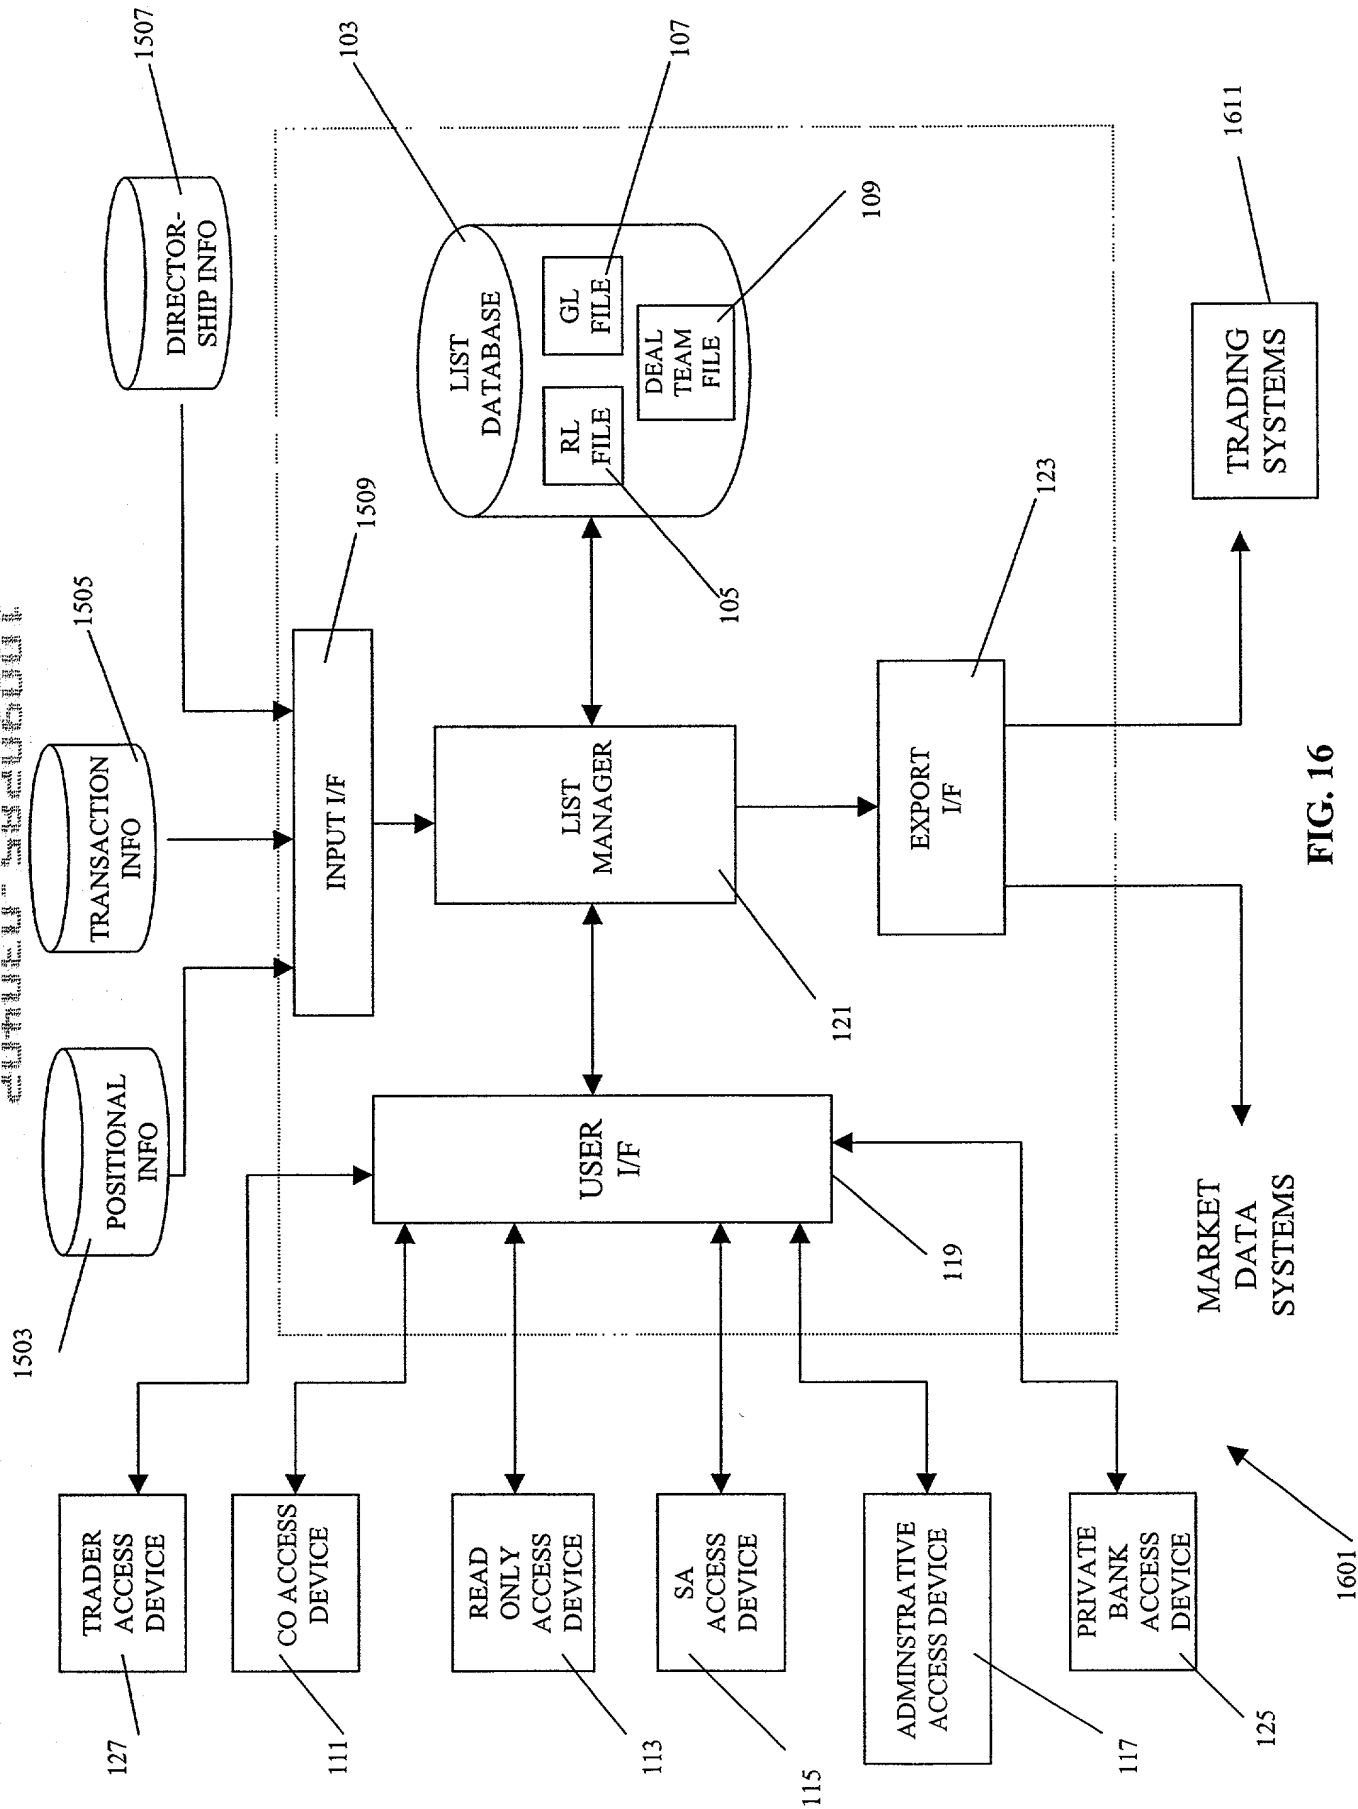 1503
POSITIONAL
INFO
TRANSACTION
INFO
1505
DIRECTOR-
SHIP INFO
1507
127
TRADER
ACCESS
DEVICE
111
CO ACCESS
DEVICE
113
READ
ONLY
ACCESS
DEVICE
115
SA
ACCESS
DEVICE
117
ADMINSTRATIVE
ACCESS DEVICE
125
PRIVATE
BANK
ACCESS
DEVICE
INPUT I/F
1509
USER
I/F
119
LIST
MANAGER
121
LIST
DATABASE
103
RL
FILE
105
GL
FILE
107
DEAL
TEAM
FILE
109
EXPORT
I/F
123
MARKET
DATA
SYSTEMS
TRADING
SYSTEMS
1611
1601
FIG. 16